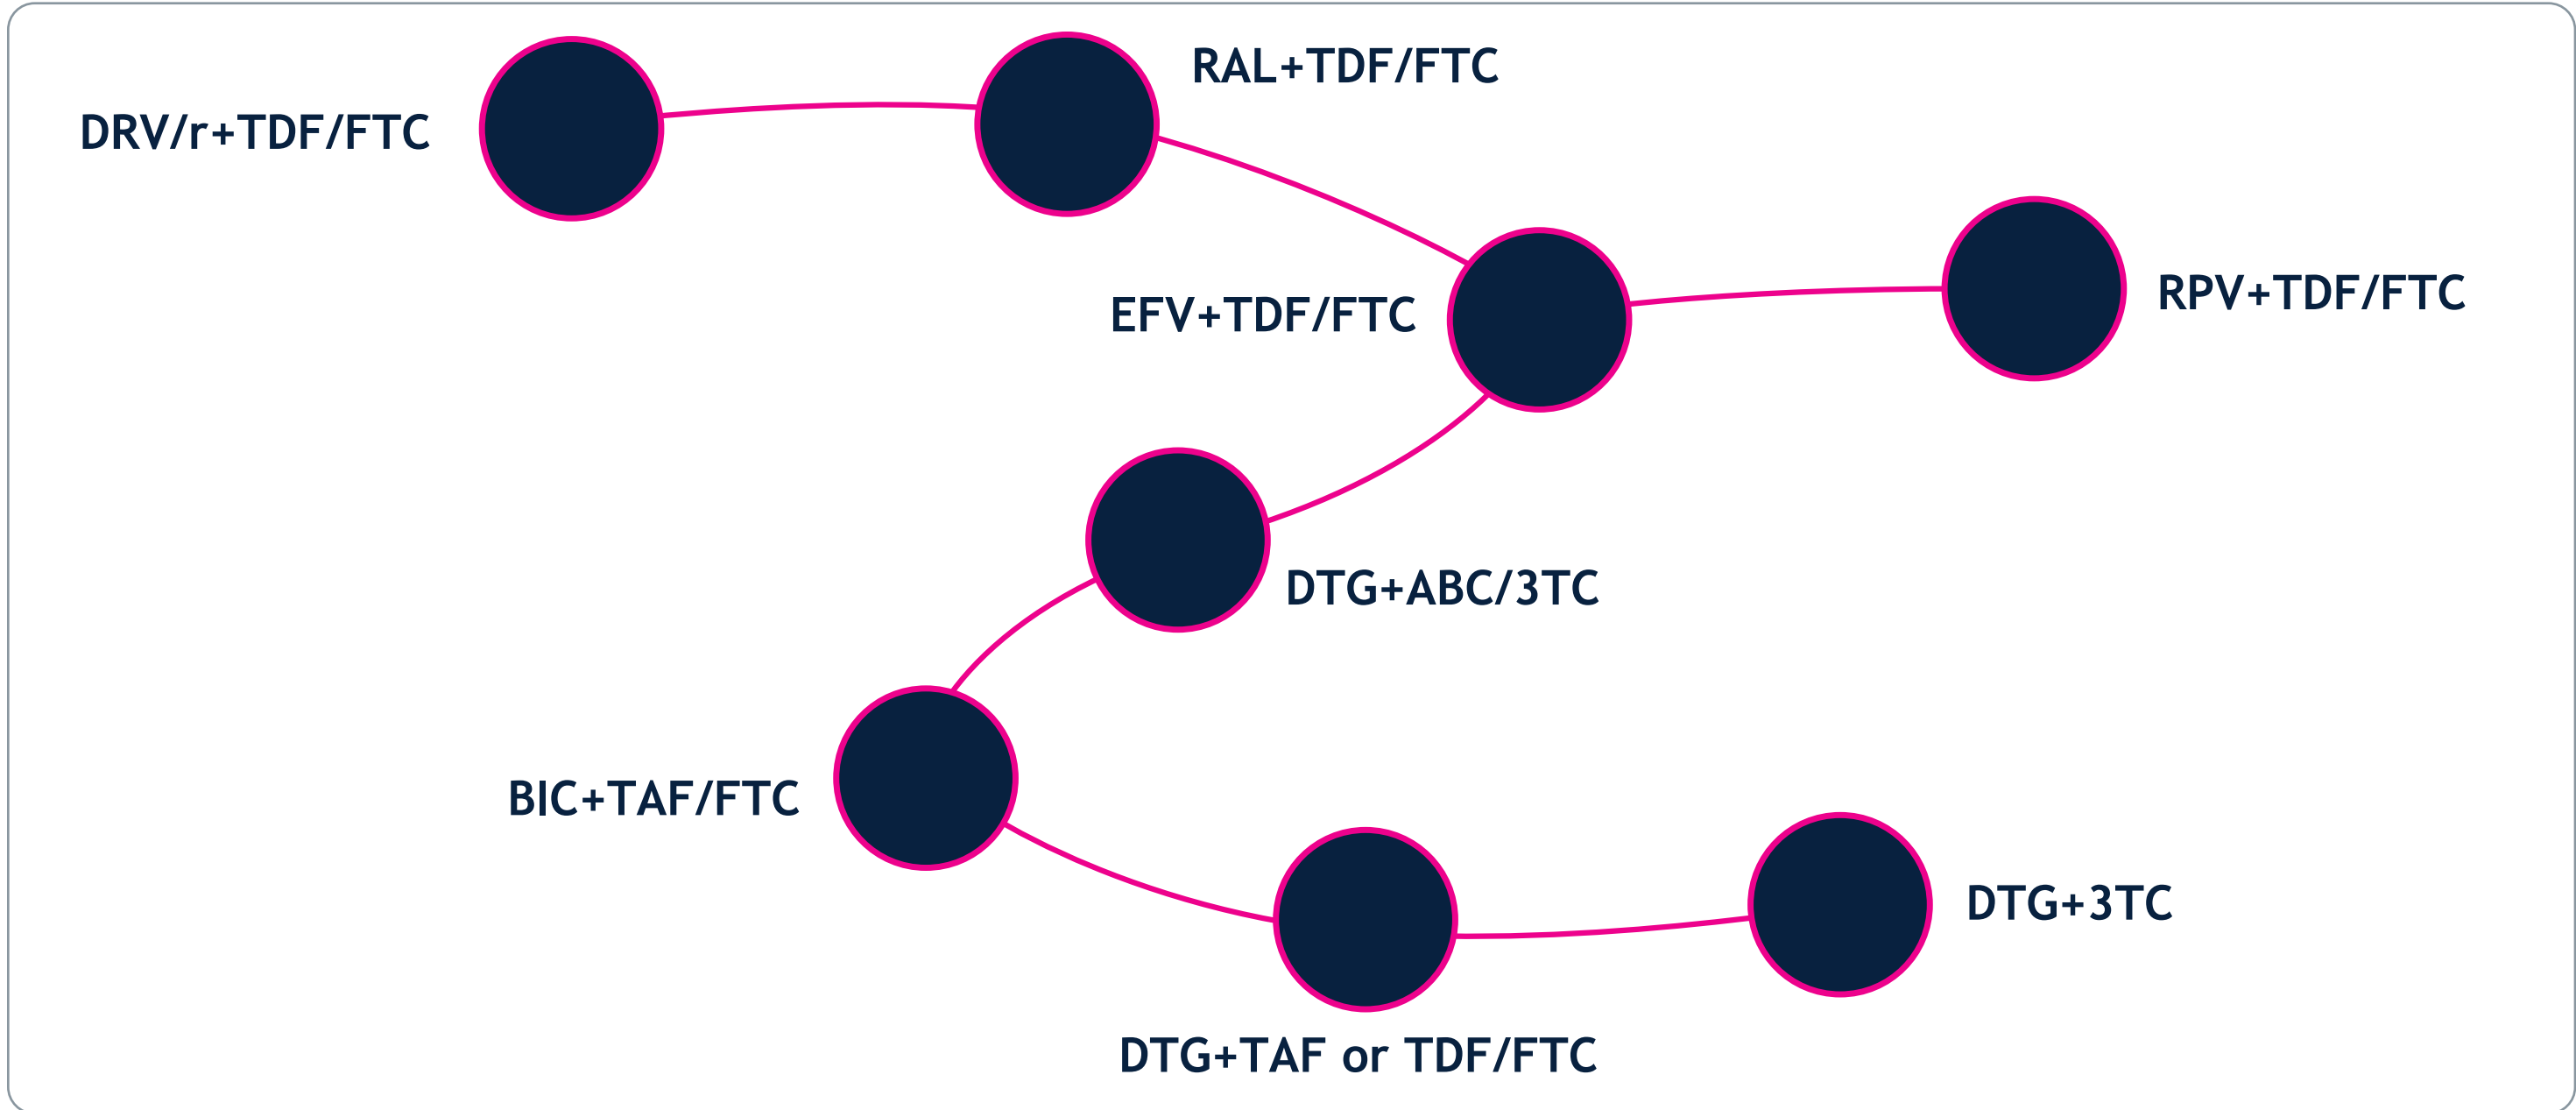 RAL+TDF/FTC
DRV/r+TDF/FTC
RPV+TDF/FTC
EFV+TDF/FTC
DTG+ABC/3TC
BIC+TAF/FTC
DTG+3TC
DTG+TAF or TDF/FTC